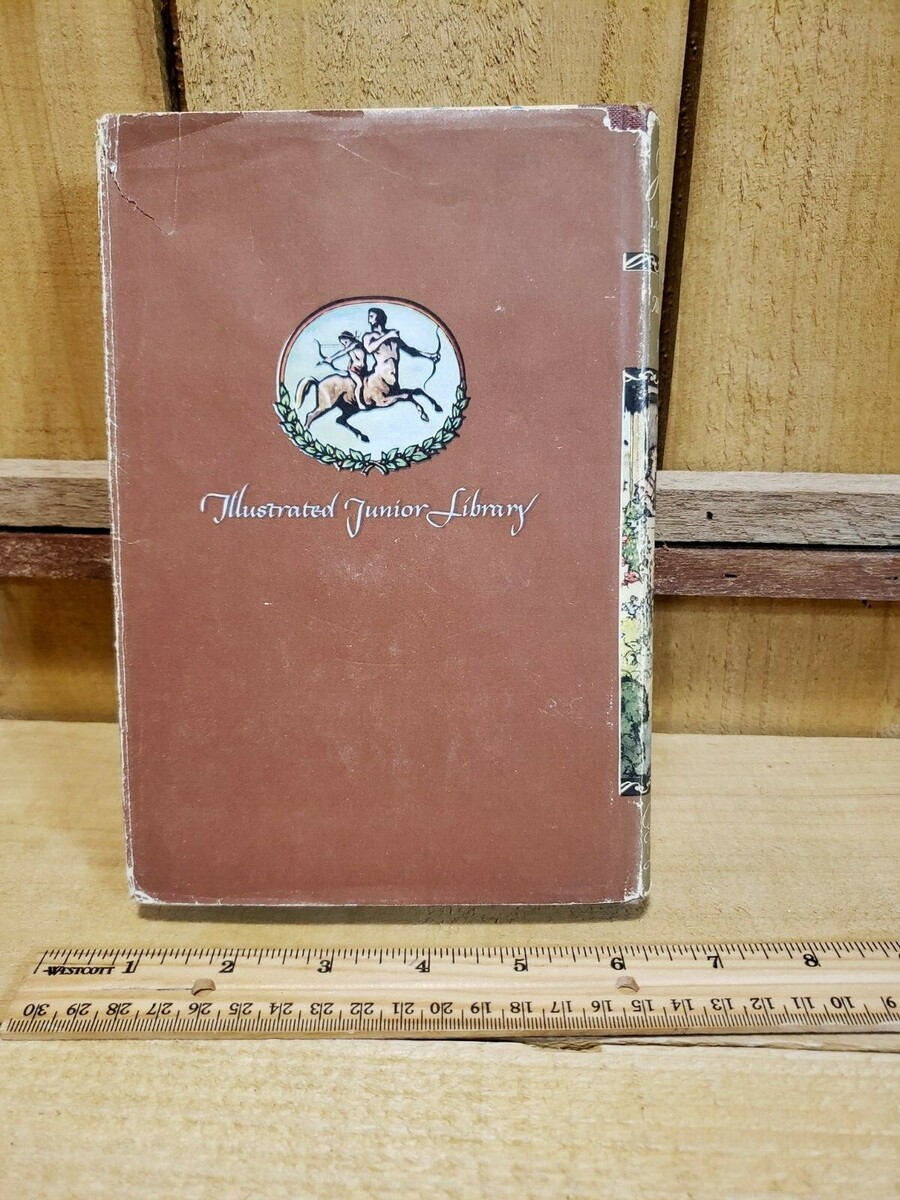 Illustrated Junior Library
WESTCOTT 1 2 3 4 5 6 7 8
30 29 28 27 26 25 24 23 22 21 20 19 18 17 16 15 14 13 12 11 10 9